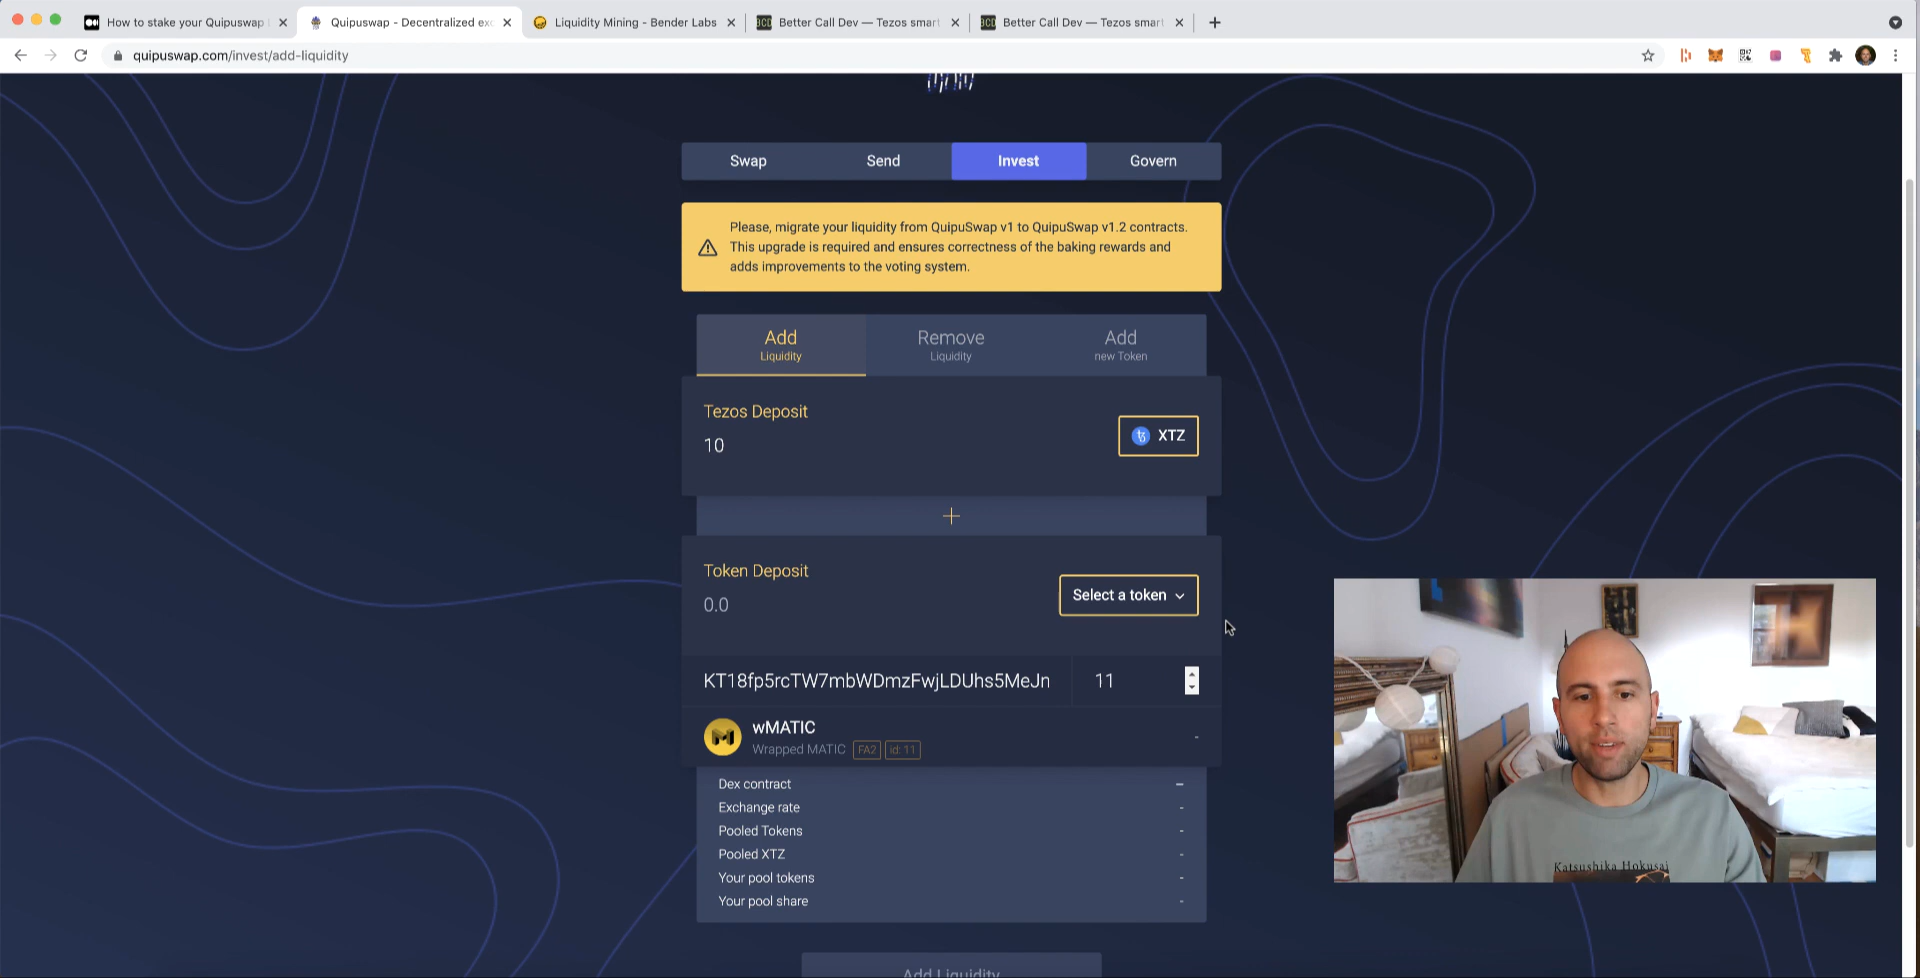 How to stake your Quipuswap
Quipuswap - Decentralized exc
Liquidity Mining - Bender Labs
BCD Better Call Dev — Tezos smart
BCD Better Call Dev — Tezos smart
quipuswap.com/invest/add-liquidity
Swap
Send
Invest
Govern
Please, migrate your liquidity from QuipuSwap v1 to QuipuSwap v1.2 contracts.
This upgrade is required and ensures correctness of the baking rewards and
adds improvements to the voting system.
Add
Liquidity
Remove
Liquidity
Add
new Token
Tezos Deposit
10
XTZ
Token Deposit
0.0
Select a token
KT18fp5rcTW7mbWDmzFwjLDUhs5MeJn
11
wMATIC
Wrapped MATIC FA2 id: 11
-
Dex contract –
Exchange rate -
Pooled Tokens -
Pooled XTZ -
Your pool tokens -
Your pool share -
Add Liquidity
Katsushika Hokusai